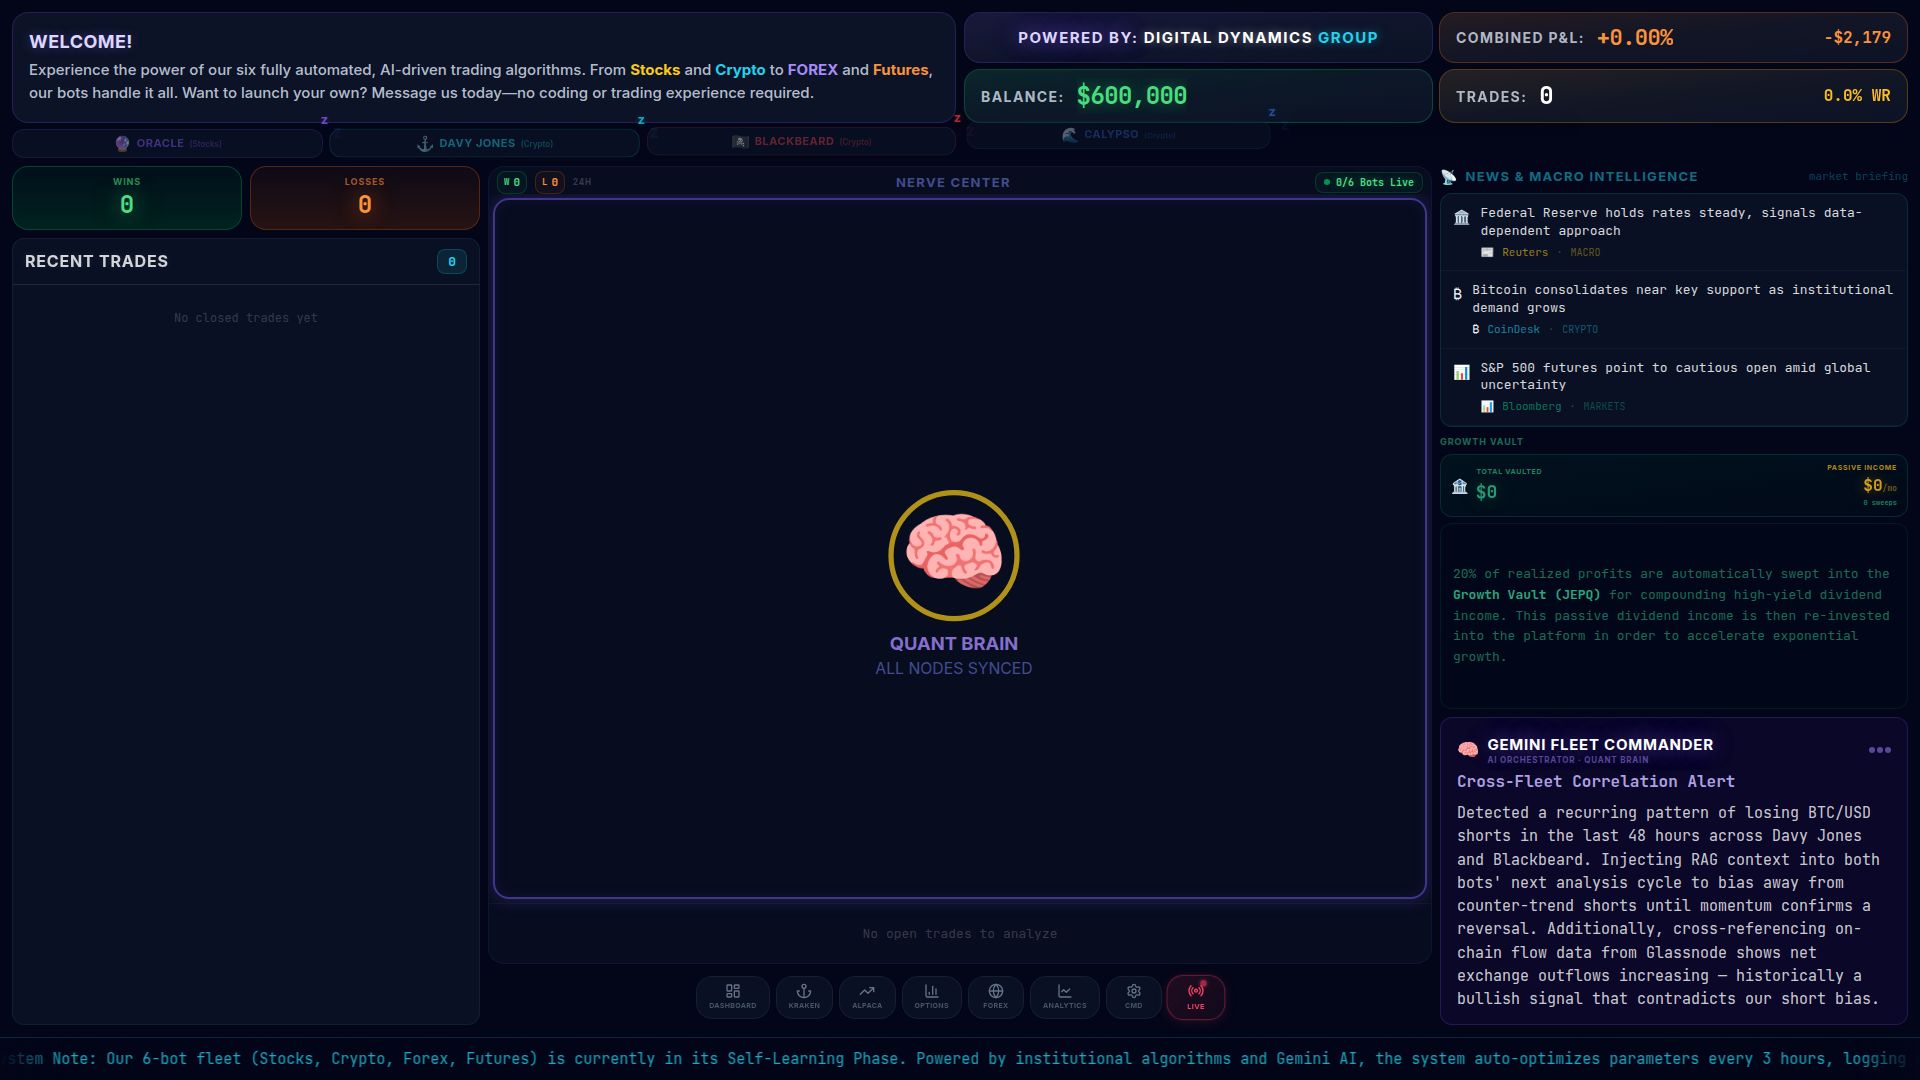 WELCOME!
Experience the power of our six fully automated, AI-driven trading algorithms. From Stocks and Crypto to FOREX and Futures,
our bots handle it all. Want to launch your own? Message us today—no coding or trading experience required.
POWERED BY: DIGITAL DYNAMICS GROUP
BALANCE: $600,000
COMBINED P&L: +0.00% -$2,179
TRADES: 0 0.0% WR
z z z z
ORACLE (Stocks)
DAVY JONES (Crypto)
BLACKBEARD (Crypto)
CALYPSO (Crypto)
WINS
0
LOSSES
0
RECENT TRADES 0
No closed trades yet
W 0 L 0 24H
NERVE CENTER
0/6 Bots Live
QUANT BRAIN
ALL NODES SYNCED
No open trades to analyze
DASHBOARD
KRAKEN
ALPACA
OPTIONS
FOREX
ANALYTICS
CMD
LIVE
NEWS & MACRO INTELLIGENCE market briefing
Federal Reserve holds rates steady, signals data-
dependent approach
Reuters · MACRO
₿ Bitcoin consolidates near key support as institutional
demand grows
₿ CoinDesk · CRYPTO
S&P 500 futures point to cautious open amid global
uncertainty
Bloomberg · MARKETS
GROWTH VAULT
TOTAL VAULTED
$0
PASSIVE INCOME
$0/mo
0 sweeps
20% of realized profits are automatically swept into the
Growth Vault (JEPQ) for compounding high-yield dividend
income. This passive dividend income is then re-invested
into the platform in order to accelerate exponential
growth.
GEMINI FLEET COMMANDER
AI ORCHESTRATOR · QUANT BRAIN
Cross-Fleet Correlation Alert
Detected a recurring pattern of losing BTC/USD
shorts in the last 48 hours across Davy Jones
and Blackbeard. Injecting RAG context into both
bots' next analysis cycle to bias away from
counter-trend shorts until momentum confirms a
reversal. Additionally, cross-referencing on-
chain flow data from Glassnode shows net
exchange outflows increasing — historically a
bullish signal that contradicts our short bias.
stem Note: Our 6-bot fleet (Stocks, Crypto, Forex, Futures) is currently in its Self-Learning Phase. Powered by institutional algorithms and Gemini AI, the system auto-optimizes parameters every 3 hours, logging